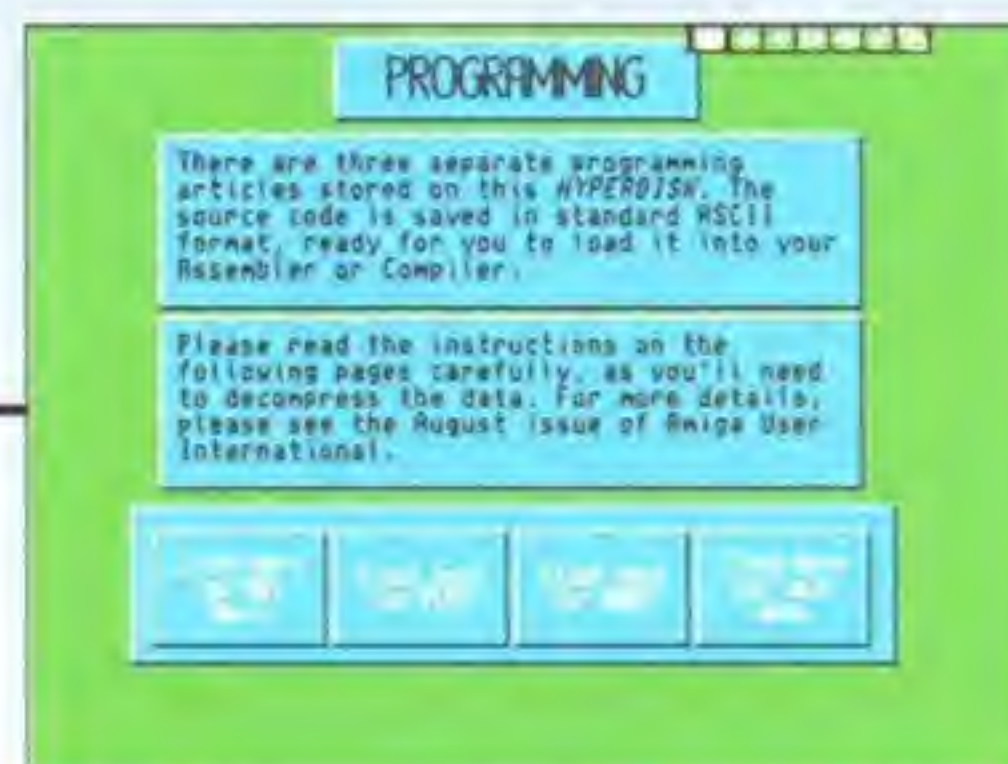 PROGRAMMING
There are three separate programming
articles stored on this HYPERDISK. The
source code is saved in standard ASCII
format, ready for you to load it into your
Assembler or Compiler.
Please read the instructions on the
following pages carefully, as you'll need
to decompress the data. For more details,
please see the August issue of Amiga User
International.